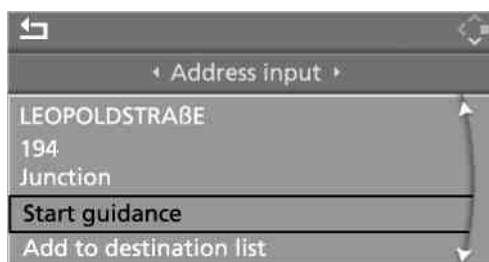 Address input
LEOPOLDSTRAßE
194
Junction
Start guidance
Add to destination list